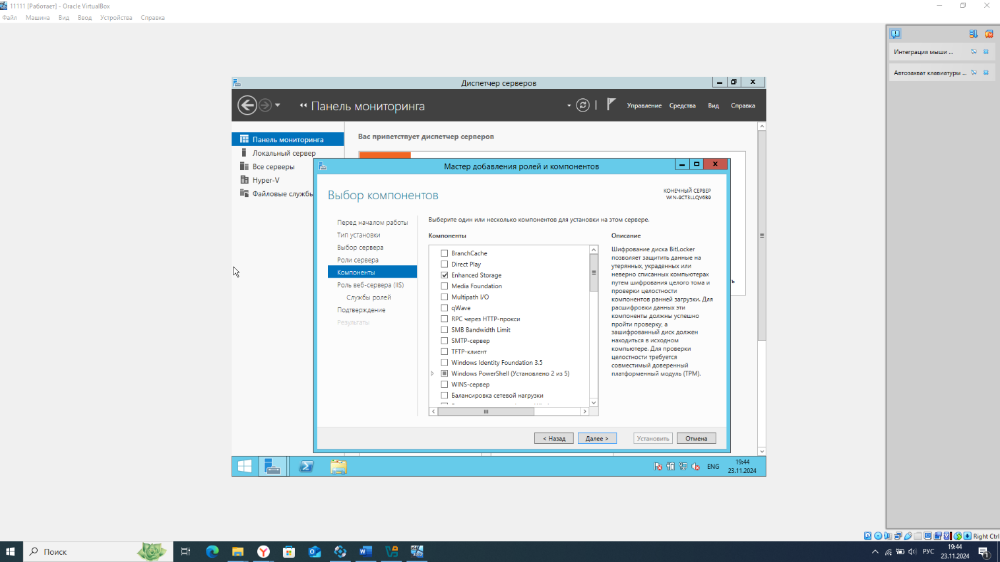 11111 [Работает] - Oracle VirtualBox
Файл Машина Вид Ввод Устройства Справка
Интеграция мыши ...
Автозахват клавиатуры ...
Диспетчер серверов
Панель мониторинга
Управление Средства Вид Справка
Панель мониторинга
Локальный сервер
Все серверы
Hyper-V
Файловые службы
Вас приветствует диспетчер серверов
Мастер добавления ролей и компонентов
Выбор компонентов
КОНЕЧНЫЙ СЕРВЕР
WIN-9CT3LLQV6B9
Перед началом работы
Тип установки
Выбор сервера
Роли сервера
Компоненты
Роль веб-сервера (IIS)
Службы ролей
Подтверждение
Результаты
Выберите один или несколько компонентов для установки на этом сервере.
Компоненты
BranchCache
Direct Play
Enhanced Storage
Media Foundation
Multipath I/O
qWave
RPC через HTTP-прокси
SMB Bandwidth Limit
SMTP-сервер
TFTP-клиент
Windows Identity Foundation 3.5
Windows PowerShell (Установлено 2 из 5)
WINS-сервер
Балансировка сетевой нагрузки
Описание
Шифрование диска BitLocker
позволяет защитить данные на
утерянных, украденных или
неверно списанных компьютерах
путем шифрования целого тома и
проверки целостности
компонентов ранней загрузки. Для
расшифровки данных эти
компоненты должны успешно
пройти проверку, а
зашифрованный диск должен
находиться в исходном
компьютере. Для проверки
целостности требуется
совместимый доверенный
платформенный модуль (TPM).
< Назад Далее > Установить Отмена
ENG
19:44
23.11.2024
Right Ctrl
Поиск
РУС
19:44
23.11.2024
1